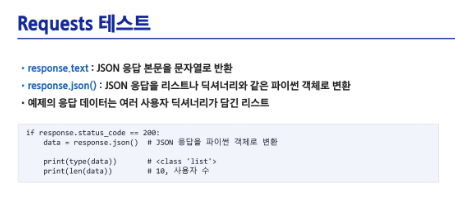 Requests 테스트
• response.text : JSON 응답 본문을 문자열로 반환
• response.json() : JSON 응답을 리스트나 딕셔너리와 같은 파이썬 객체로 변환
• 예제의 응답 데이터는 여러 사용자 딕셔너리가 담긴 리스트
if response.status_code == 200:
    data = response.json()  # JSON 응답을 파이썬 객체로 변환
    print(type(data))       # <class 'list'>
    print(len(data))        # 10, 사용자 수